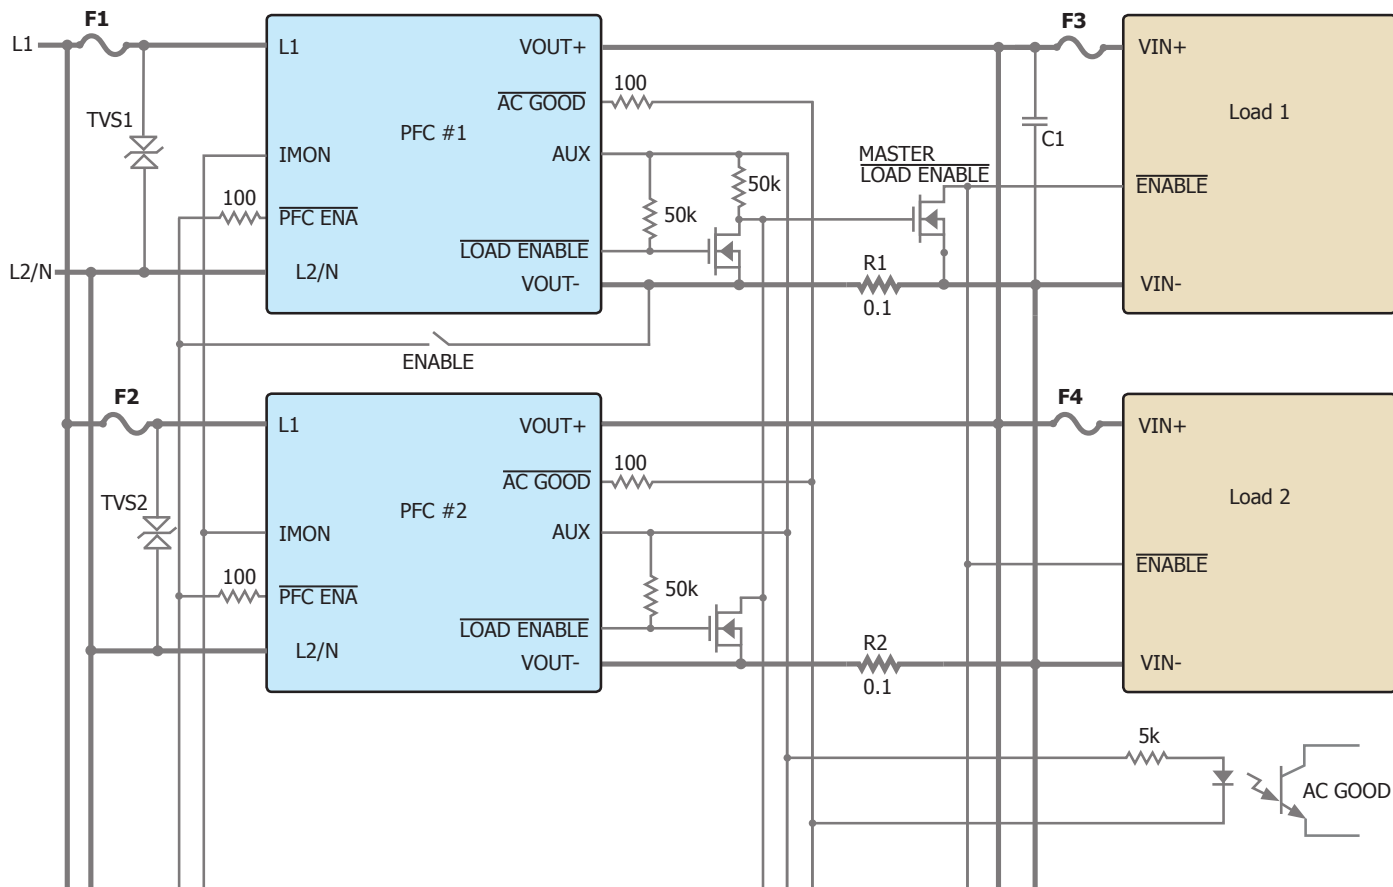 F1
F3
L1
L1
VOUT+
VIN+
100
AC GOOD
TVS1
PFC #1
Load 1
C1
IMON
AUX
MASTER
LOAD ENABLE
50k
ENABLE
100
PFC ENA
50k
LOAD ENABLE
L2/N
L2/N
VOUT-
R1
0.1
VIN-
ENABLE
F2
F4
L1
VOUT+
VIN+
100
AC GOOD
TVS2
PFC #2
Load 2
IMON
AUX
ENABLE
100
PFC ENA
50k
LOAD ENABLE
L2/N
VOUT-
R2
0.1
VIN-
5k
AC GOOD